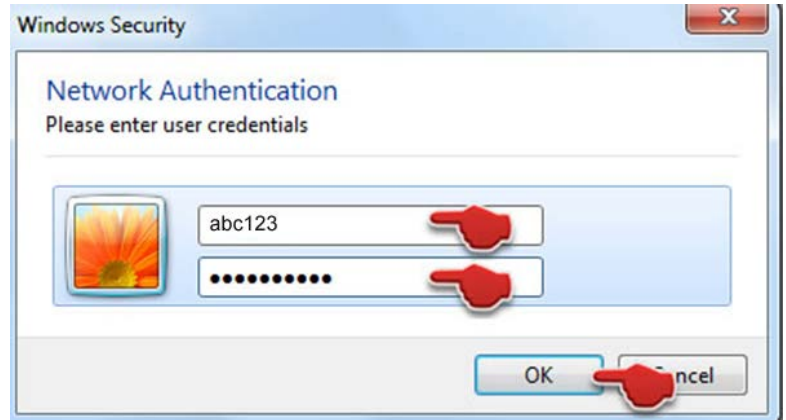 Windows Security
Network Authentication
Please enter user credentials
abc123
••••••••••
OK